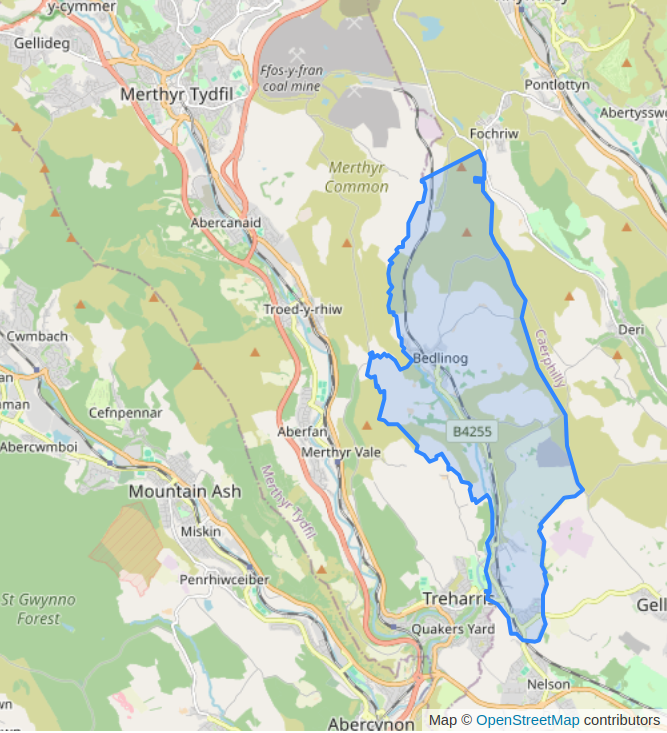 y-cymmer
Gellideg
Ffos-y-fran
coal mine
Merthyr Tydfil
Pontlottyn
Fochriw
Merthyr
Common
Abercanaid
Troed-y-rhiw
Deri
Cwmbach
Caerphilly
Bedlinog
Cefnpennar
Aberfan
B4255
Abercwmboi
Merthyr Vale
Mountain Ash
Merthyr Tydfil
Miskin
Penrhiwceiber
St Gwynno
Forest
Treharris
Quakers Yard
Nelson
Abercynon
Map © OpenStreetMap contributors